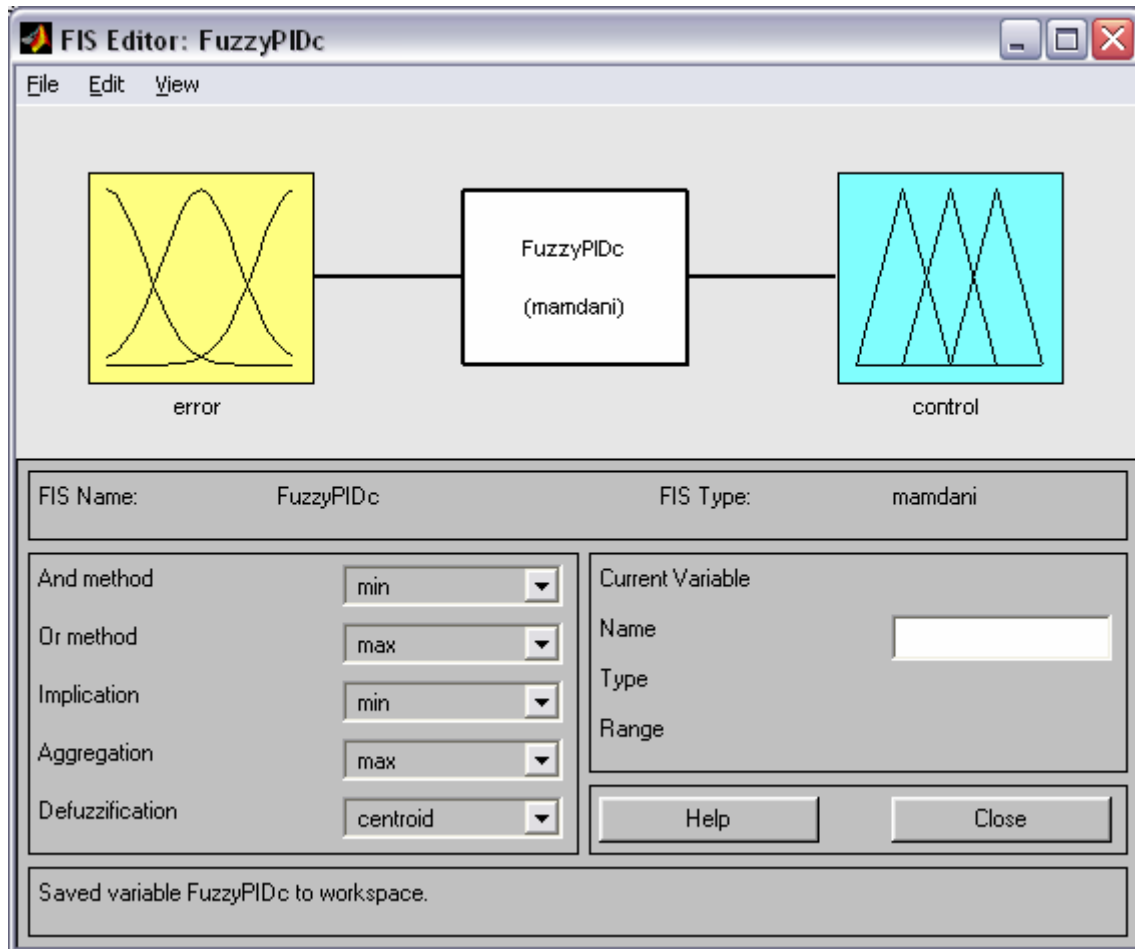 FIS Editor: FuzzyPIDc
File Edit View
FuzzyPIDc
(mamdani)
error
control
FIS Name: FuzzyPIDc FIS Type: mamdani
And method min
Or method max
Implication min
Aggregation max
Defuzzification centroid
Current Variable
Name
Type
Range
Help Close
Saved variable FuzzyPIDc to workspace.